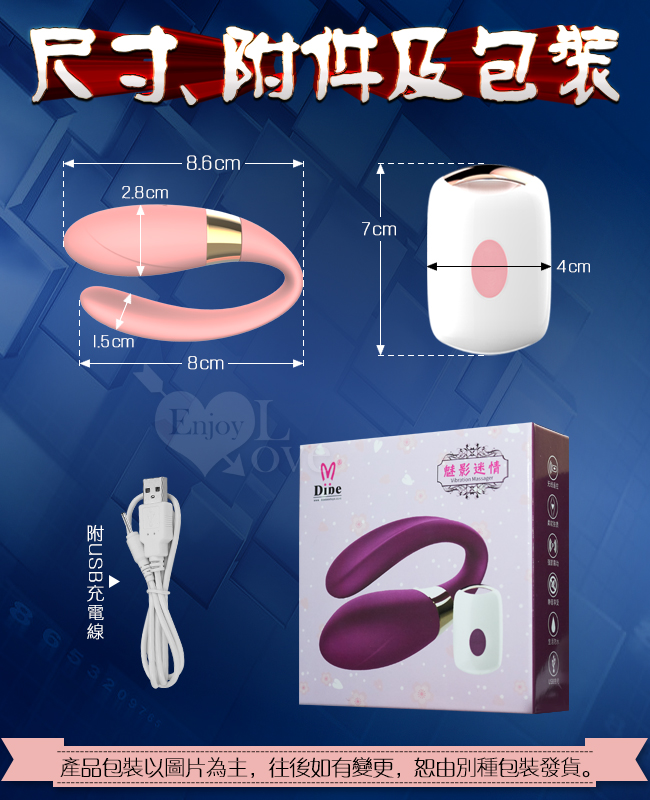 尺寸、附件及包裝
8.6cm
2.8cm
1.5cm
8cm
7cm
4cm
Enjoy
Love
附USB充電線
Dibe
魅影迷情
Vibration Massager
產品包裝以圖片為主，往後如有變更，恕由別種包裝發貨。